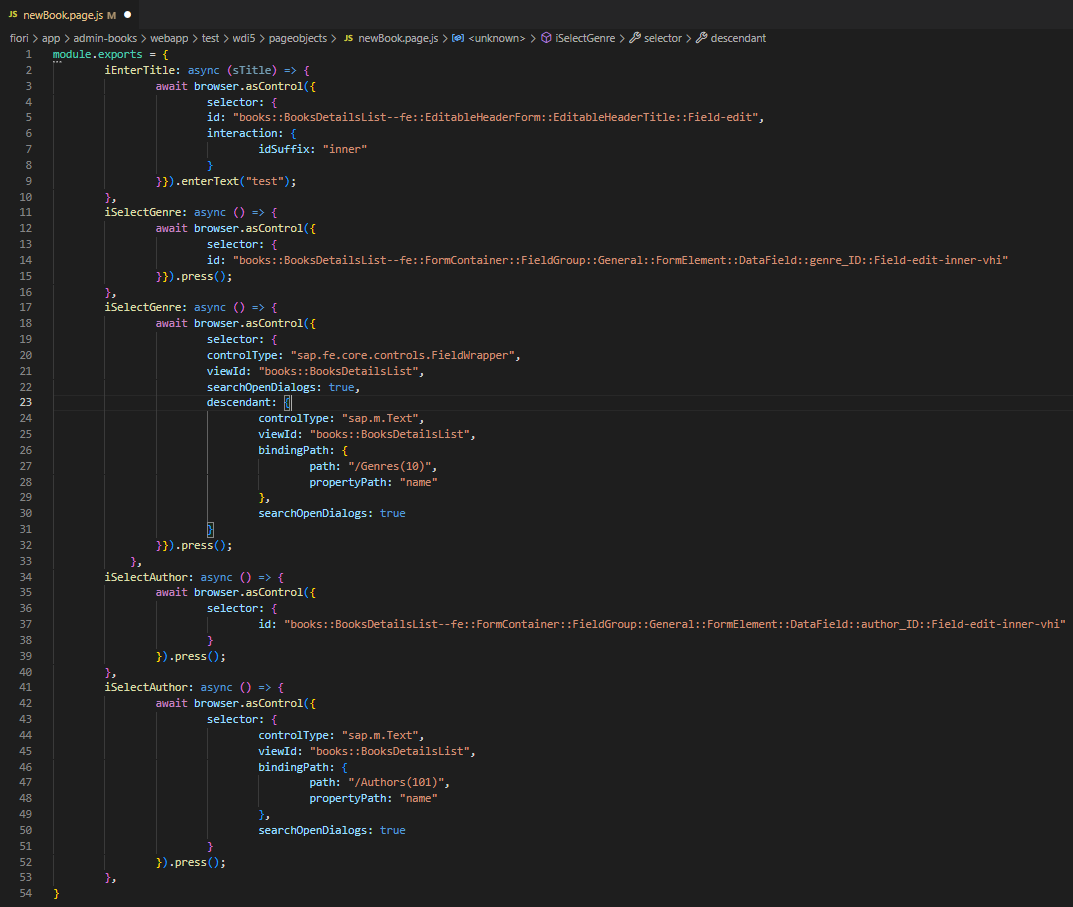 JS newBook.page.js M ●
fiori > app > admin-books > webapp > test > wdi5 > pageobjects > JS newBook.page.js > <unknown> > iSelectGenre > selector > descendant
1 module.exports = {
2 iEnterTitle: async (sTitle) => {
3 await browser.asControl({
4 selector: {
5 id: "books::BooksDetailsList--fe::EditableHeaderForm::EditableHeaderTitle::Field-edit",
6 interaction: {
7 idSuffix: "inner"
8 }
9 }}).enterText("test");
10 },
11 iSelectGenre: async () => {
12 await browser.asControl({
13 selector: {
14 id: "books::BooksDetailsList--fe::FormContainer::FieldGroup::General::FormElement::DataField::genre_ID::Field-edit-inner-vhi"
15 }}).press();
16 },
17 iSelectGenre: async () => {
18 await browser.asControl({
19 selector: {
20 controlType: "sap.fe.core.controls.FieldWrapper",
21 viewId: "books::BooksDetailsList",
22 searchOpenDialogs: true,
23 descendant: {
24 controlType: "sap.m.Text",
25 viewId: "books::BooksDetailsList",
26 bindingPath: {
27 path: "/Genres(10)",
28 propertyPath: "name"
29 },
30 searchOpenDialogs: true
31 }
32 }}).press();
33 },
34 iSelectAuthor: async () => {
35 await browser.asControl({
36 selector: {
37 id: "books::BooksDetailsList--fe::FormContainer::FieldGroup::General::FormElement::DataField::author_ID::Field-edit-inner-vhi"
38 }
39 }).press();
40 },
41 iSelectAuthor: async () => {
42 await browser.asControl({
43 selector: {
44 controlType: "sap.m.Text",
45 viewId: "books::BooksDetailsList",
46 bindingPath: {
47 path: "/Authors(101)",
48 propertyPath: "name"
49 },
50 searchOpenDialogs: true
51 }
52 }).press();
53 },
54 }